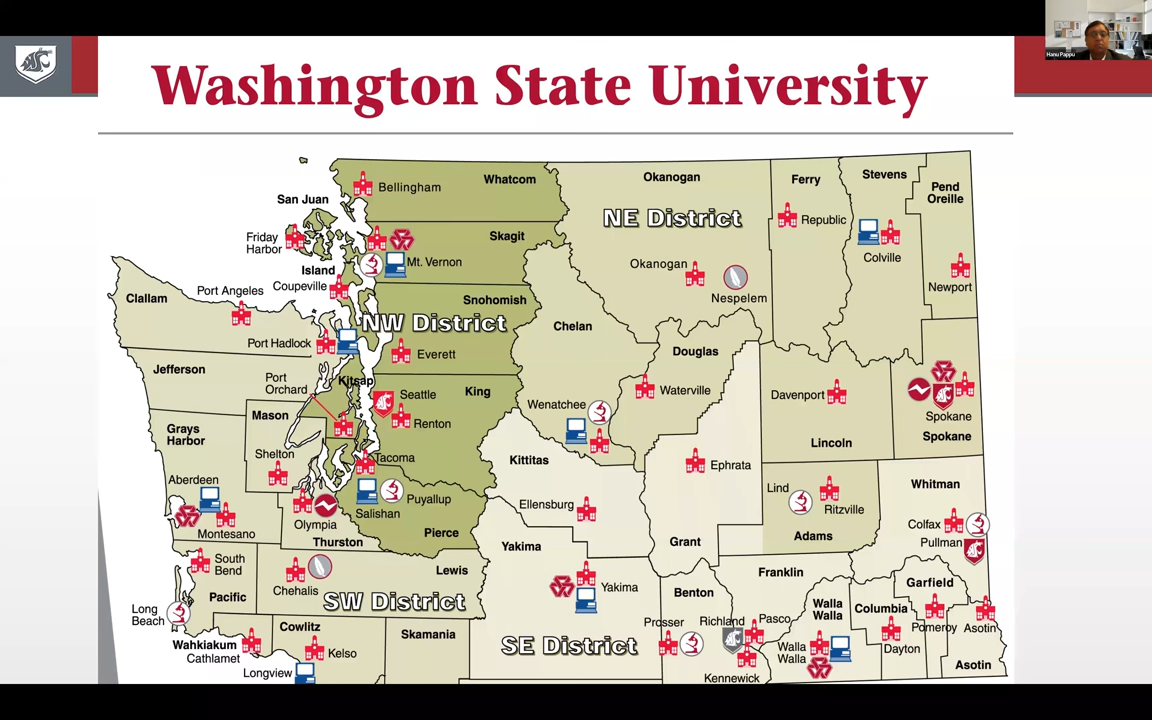 Hanu Pappu
Washington State University
Whatcom
Okanogan
Ferry
Stevens
Pend
Oreille
Bellingham
San Juan
NE District
Republic
Skagit
Friday
Harbor
Mt. Vernon
Colville
Okanogan
Island
Coupeville
Nespelem
Newport
Port Angeles
Clallam
Snohomish
NW District
Chelan
Port Hadlock
Everett
Douglas
Jefferson
Port
Orchard
Kitsap
Seattle
King
Waterville
Davenport
Wenatchee
Mason
Renton
Spokane
Grays
Harbor
Lincoln
Spokane
Shelton
Tacoma
Kittitas
Ephrata
Aberdeen
Lind
Whitman
Puyallup
Salishan
Ellensburg
Ritzville
Olympia
Colfax
Montesano
Thurston
Pierce
Yakima
Grant
Adams
Pullman
South
Bend
Lewis
Franklin
Chehalis
Yakima
Benton
Garfield
Pacific
SW District
Walla
Walla
Columbia
Long
Beach
Prosser
Richland
Pasco
Pomeroy
Asotin
Cowlitz
Skamania
SE District
Wahkiakum
Cathlamet
Kelso
Walla
Walla
Dayton
Asotin
Longview
Kennewick